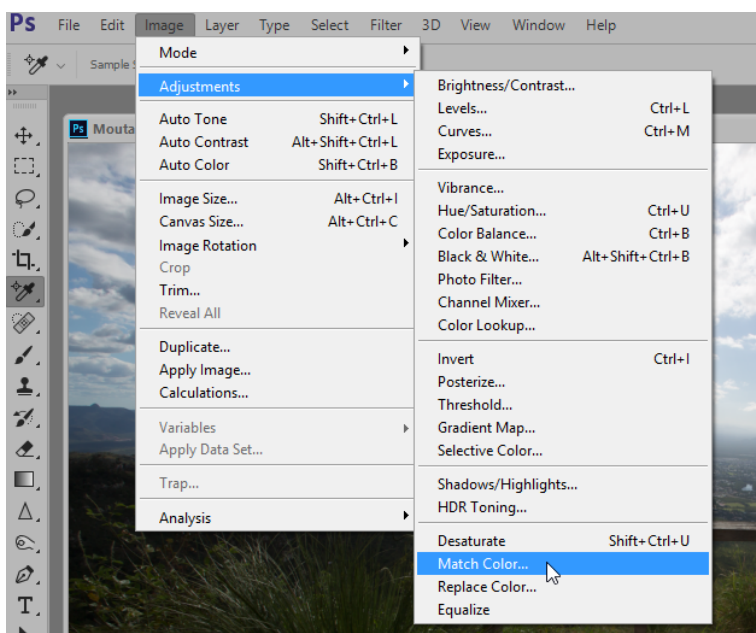 Ps File Edit Image Layer Type Select Filter 3D View Window Help
Sample S
Mouta
Mode
Adjustments
Auto Tone Shift+Ctrl+L
Auto Contrast Alt+Shift+Ctrl+L
Auto Color Shift+Ctrl+B
Image Size... Alt+Ctrl+I
Canvas Size... Alt+Ctrl+C
Image Rotation
Crop
Trim...
Reveal All
Duplicate...
Apply Image...
Calculations...
Variables
Apply Data Set...
Trap...
Analysis
Brightness/Contrast...
Levels... Ctrl+L
Curves... Ctrl+M
Exposure...
Vibrance...
Hue/Saturation... Ctrl+U
Color Balance... Ctrl+B
Black & White... Alt+Shift+Ctrl+B
Photo Filter...
Channel Mixer...
Color Lookup...
Invert Ctrl+I
Posterize...
Threshold...
Gradient Map...
Selective Color...
Shadows/Highlights...
HDR Toning...
Desaturate Shift+Ctrl+U
Match Color...
Replace Color...
Equalize